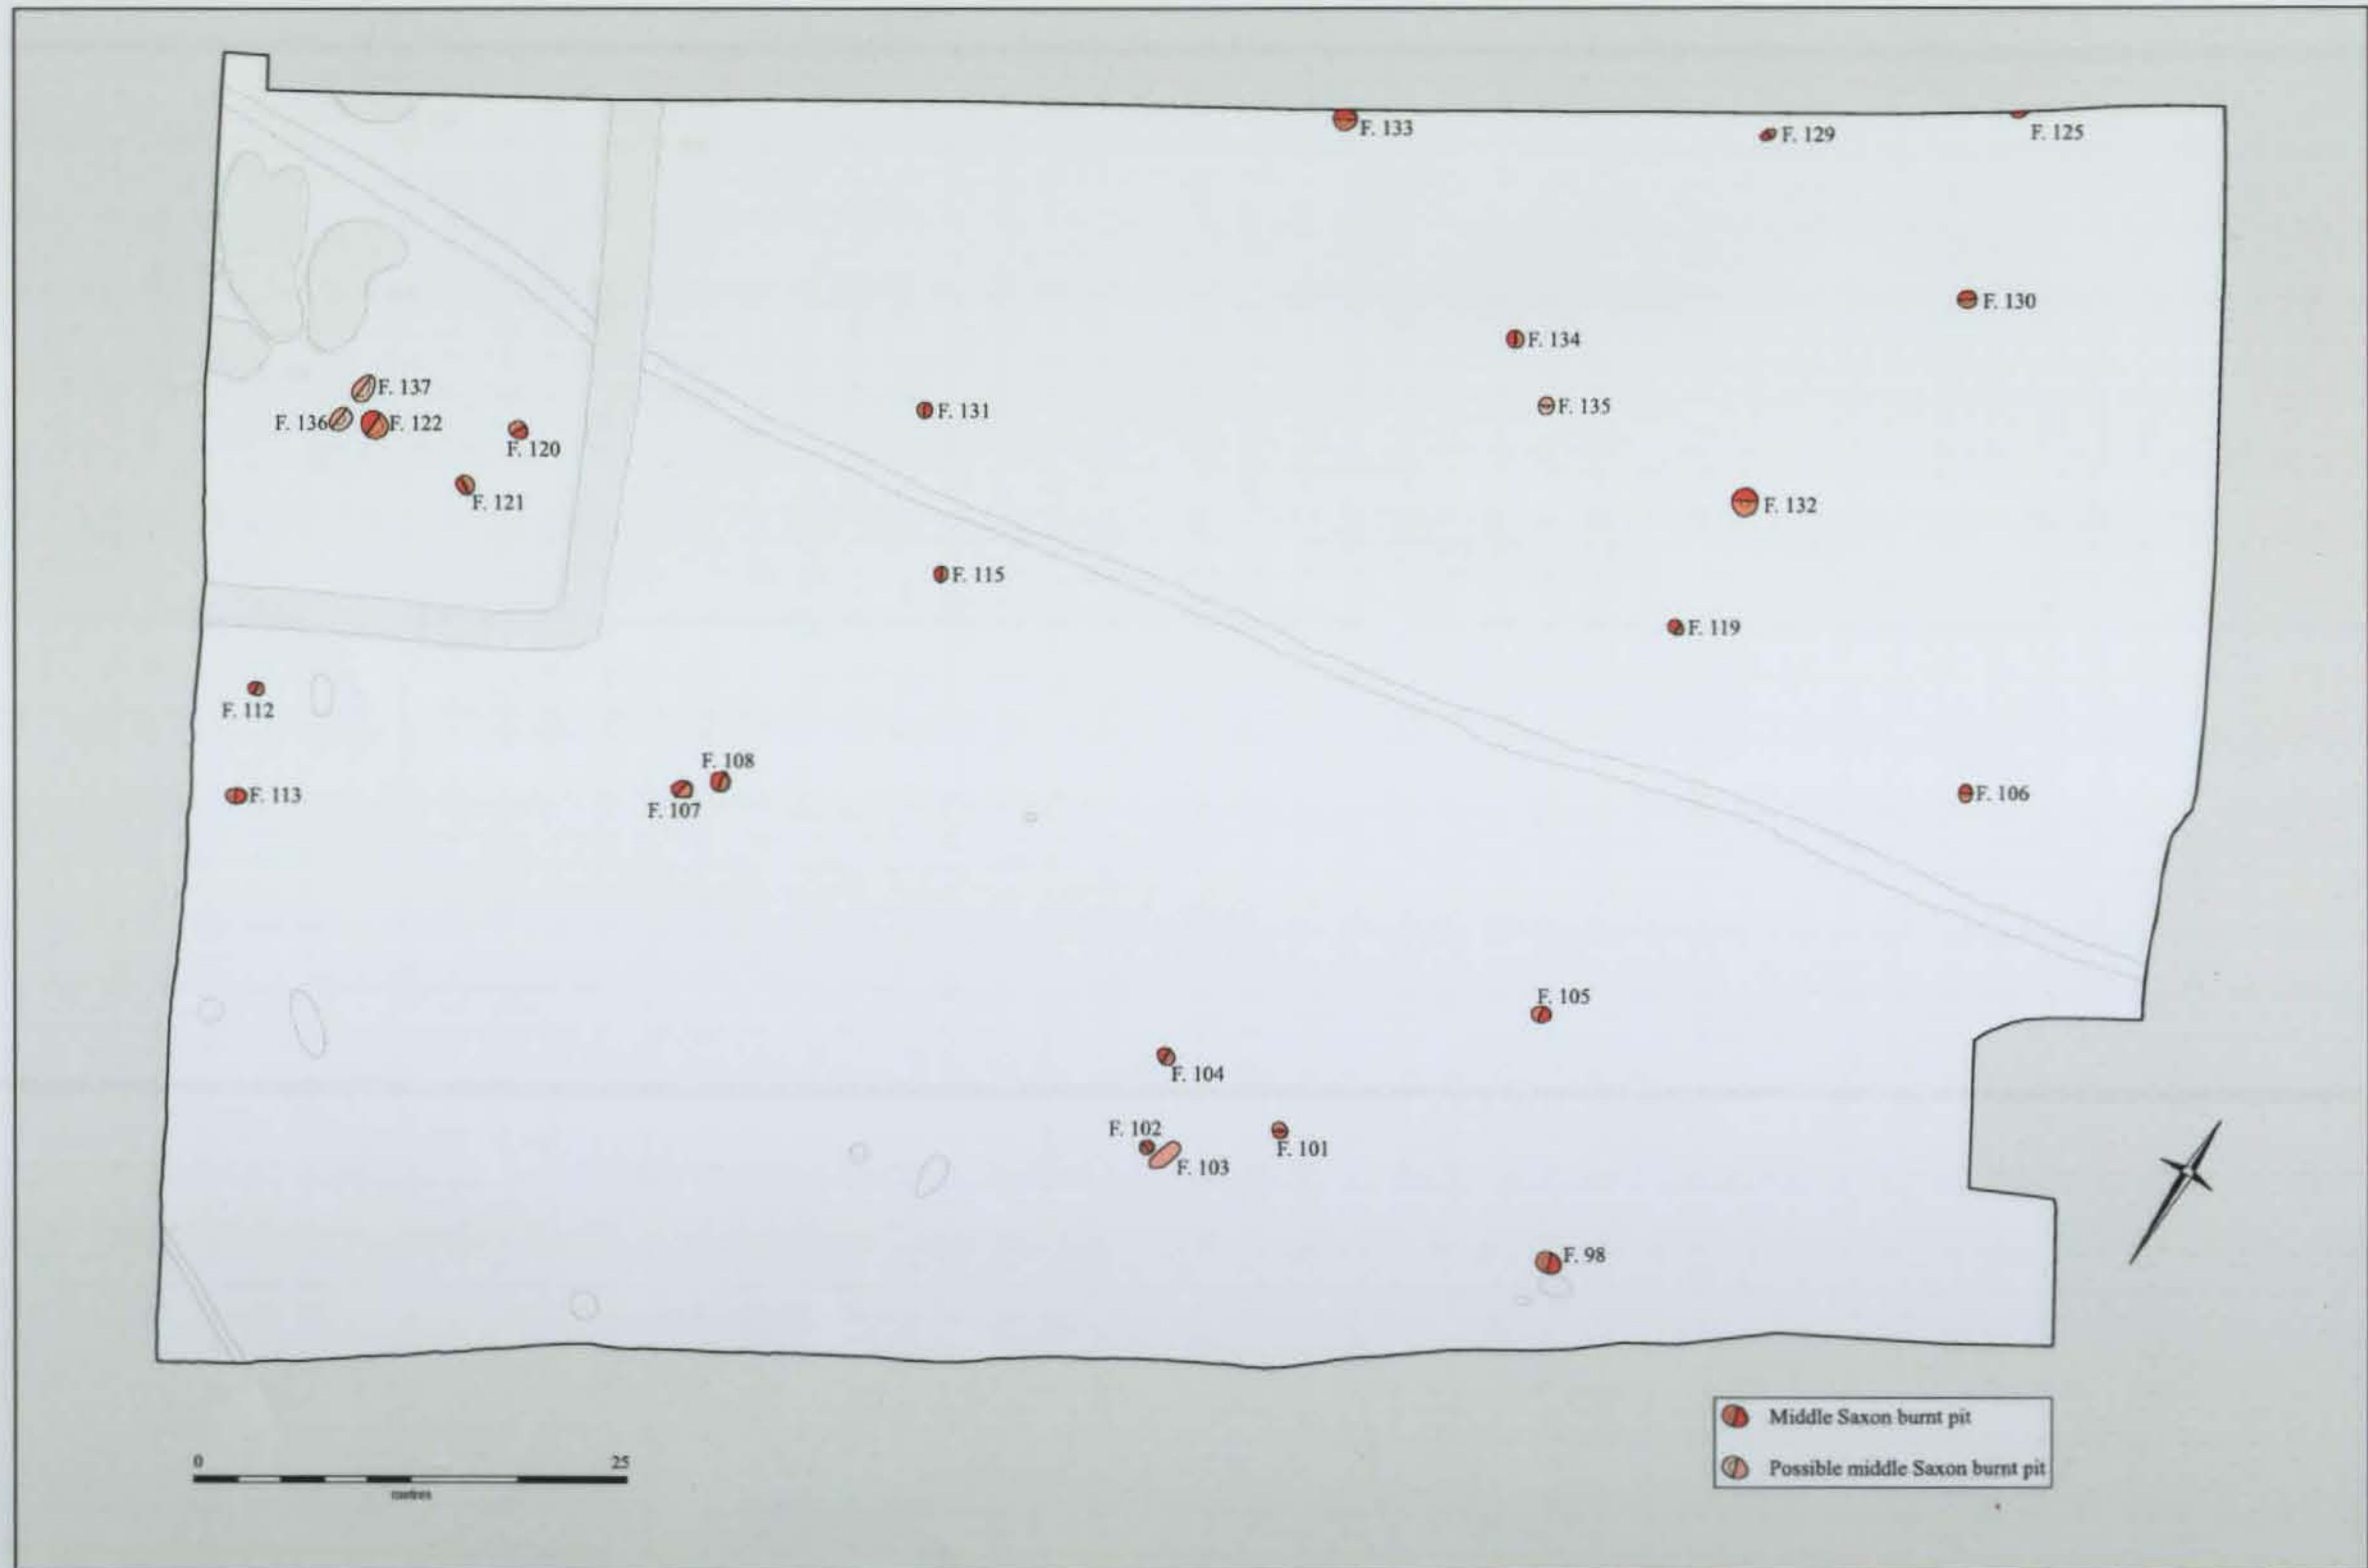 F. 133
F. 129
F. 125
F. 130
F. 134
F. 137
F. 135
F. 131
F. 136
F. 122
F. 120
F. 121
F. 132
F. 115
F. 119
F. 112
F. 108
F. 113
F. 107
F. 106
F. 105
F. 104
F. 102
F. 101
F. 103
F. 98
Middle Saxon burnt pit
Possible middle Saxon burnt pit
0
25
metres